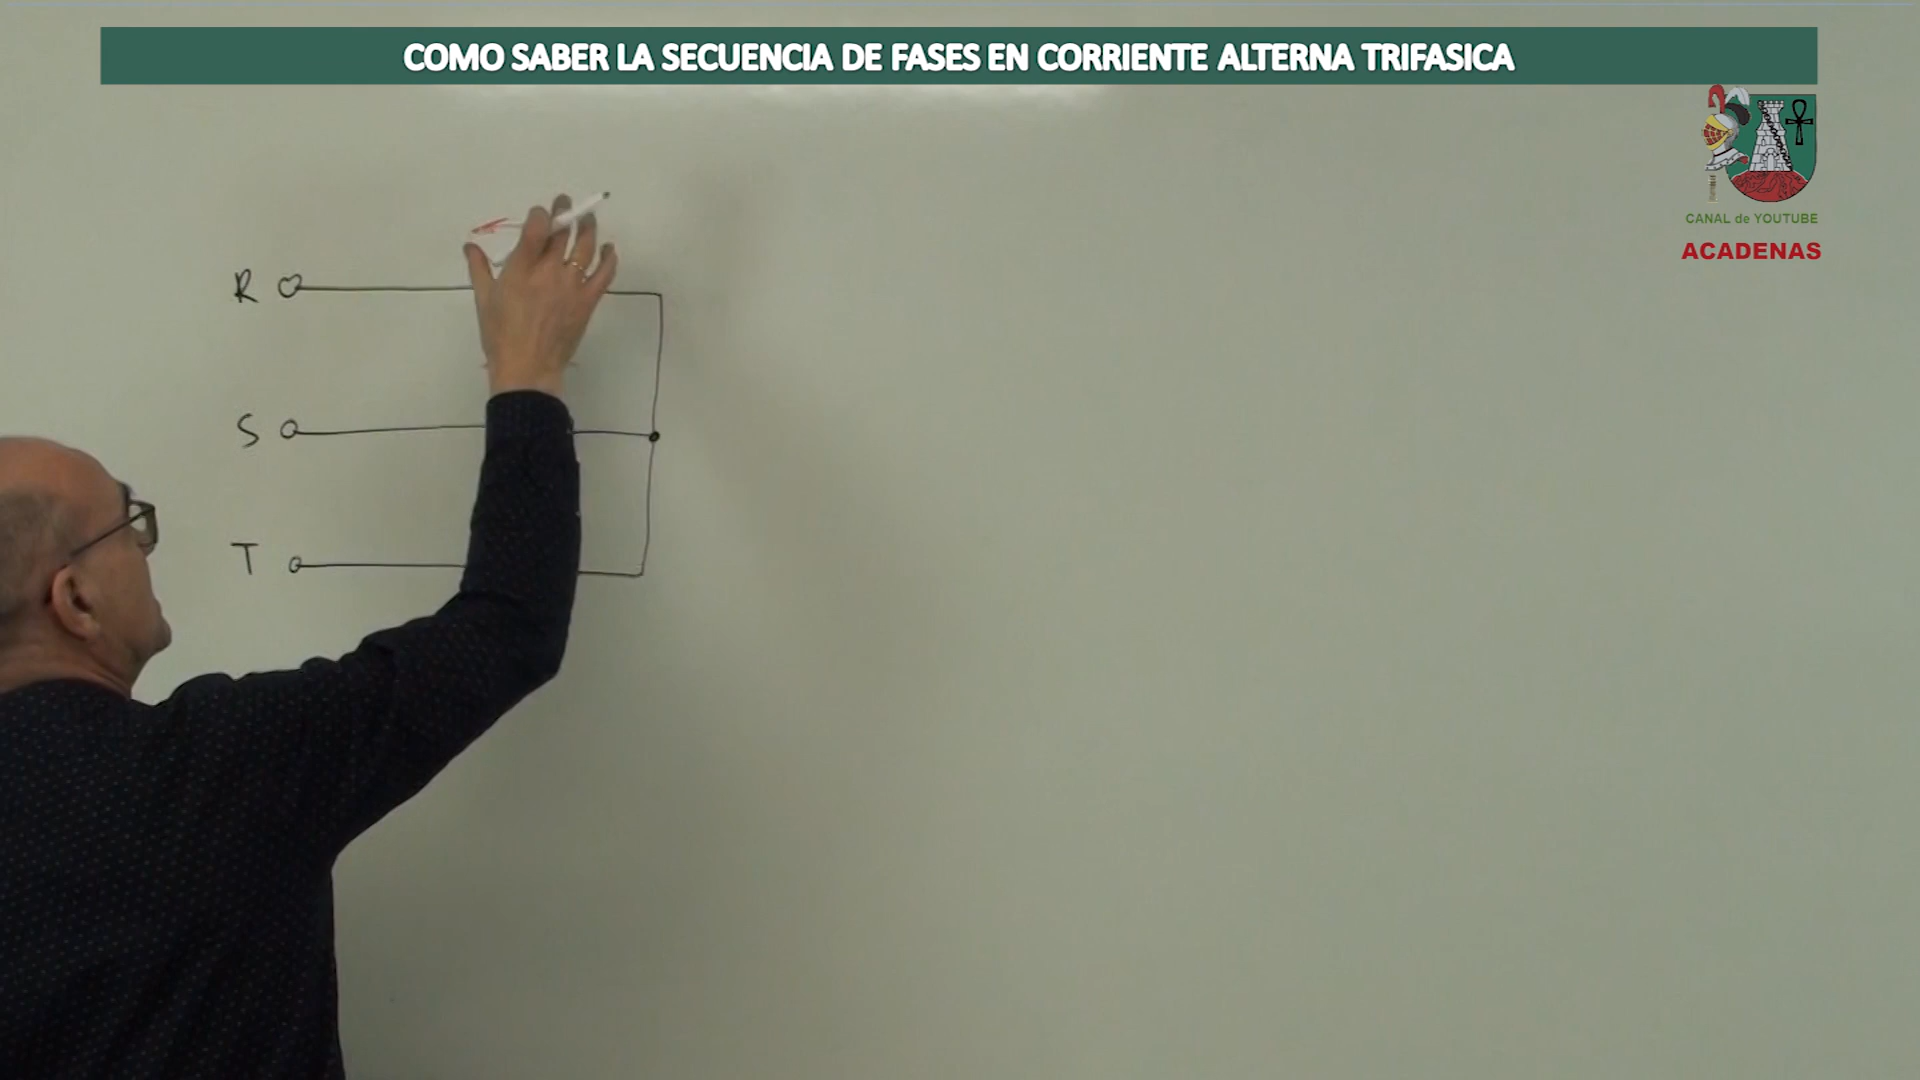 COMO SABER LA SECUENCIA DE FASES EN CORRIENTE ALTERNA TRIFASICA
CANAL de YOUTUBE
ACADENAS
R
S
T